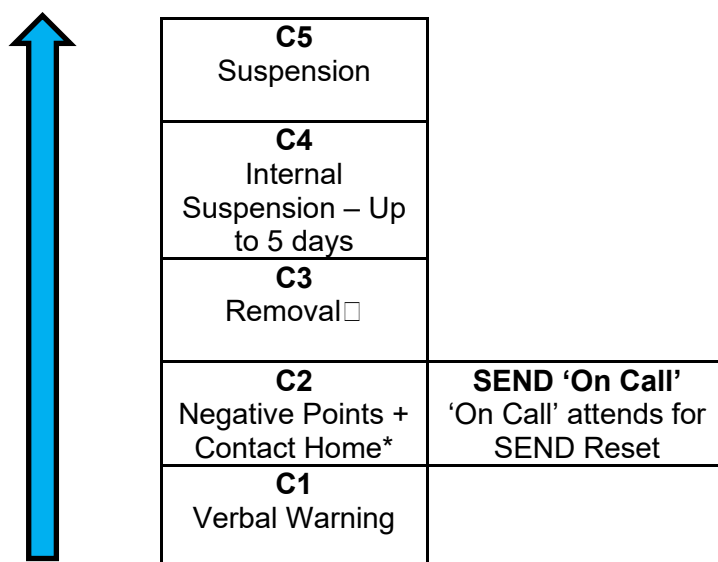 C5
Suspension
C4
Internal
Suspension – Up
to 5 days
C3
Removal□
C2
Negative Points +
Contact Home*
SEND ‘On Call’
‘On Call’ attends for
SEND Reset
C1
Verbal Warning